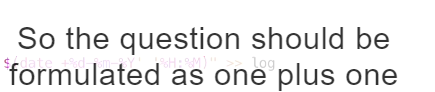 So the question should be
$(date +%d-%m-%Y' '%H:%M)" >> log
formulated as one plus one